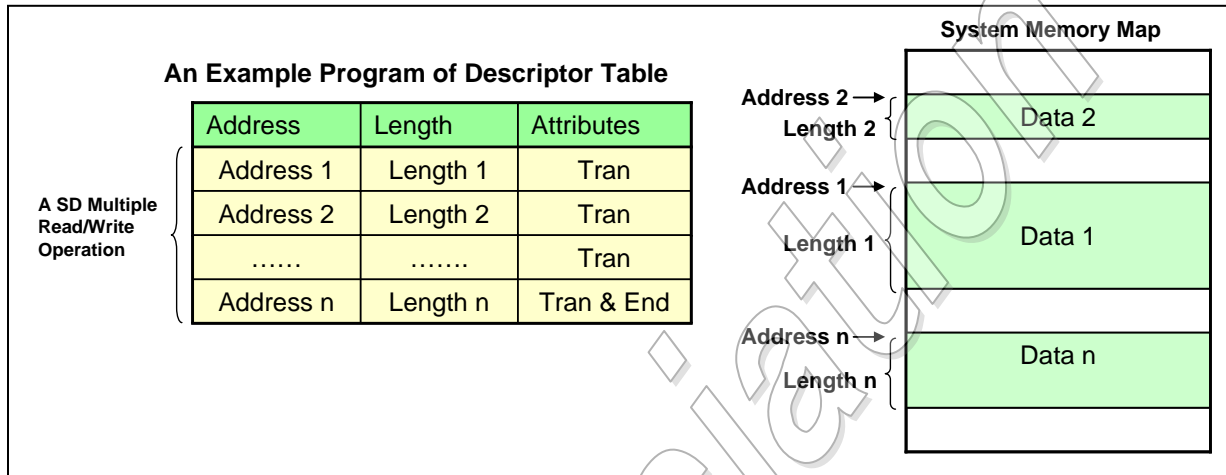 An Example Program of Descriptor Table
Address Length Attributes
Address 1 Length 1 Tran
Address 2 Length 2 Tran
…… ……. Tran
Address n Length n Tran & End
A SD Multiple
Read/Write
Operation
System Memory Map
Address 2
Length 2
Data 2
Address 1
Length 1
Data 1
Address n
Length n
Data n